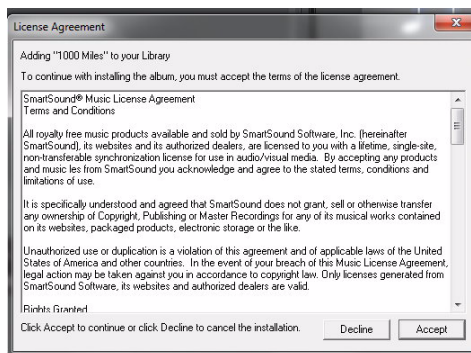 License Agreement
Adding "1000 Miles" to your Library
To continue with installing the album, you must accept the terms of the license agreement.
SmartSound® Music License Agreement
Terms and Conditions
All royalty free music products available and sold by SmartSound Software, Inc. (hereinafter
SmartSound), its websites and its authorized dealers, are licensed to you with a lifetime, single-site,
non-transferable synchronization license for use in audio/visual media. By accepting any products
and music les from SmartSound you acknowledge and agree to the stated terms, conditions and
limitations of use.
It is specifically understood and agreed that SmartSound does not grant, sell or otherwise transfer
any ownership of Copyright, Publishing or Master Recordings for any of its musical works contained
on its websites, packaged products, electronic storage or the like.
Unauthorized use or duplication is a violation of this agreement and of applicable laws of the United
States of America and other countries. In the event of your breach of this Music License Agreement,
legal action may be taken against you in accordance to copyright law. Only licenses generated from
SmartSound Software, its websites and authorized dealers are valid.
Rights Granted
Click Accept to continue or click Decline to cancel the installation.
Decline
Accept